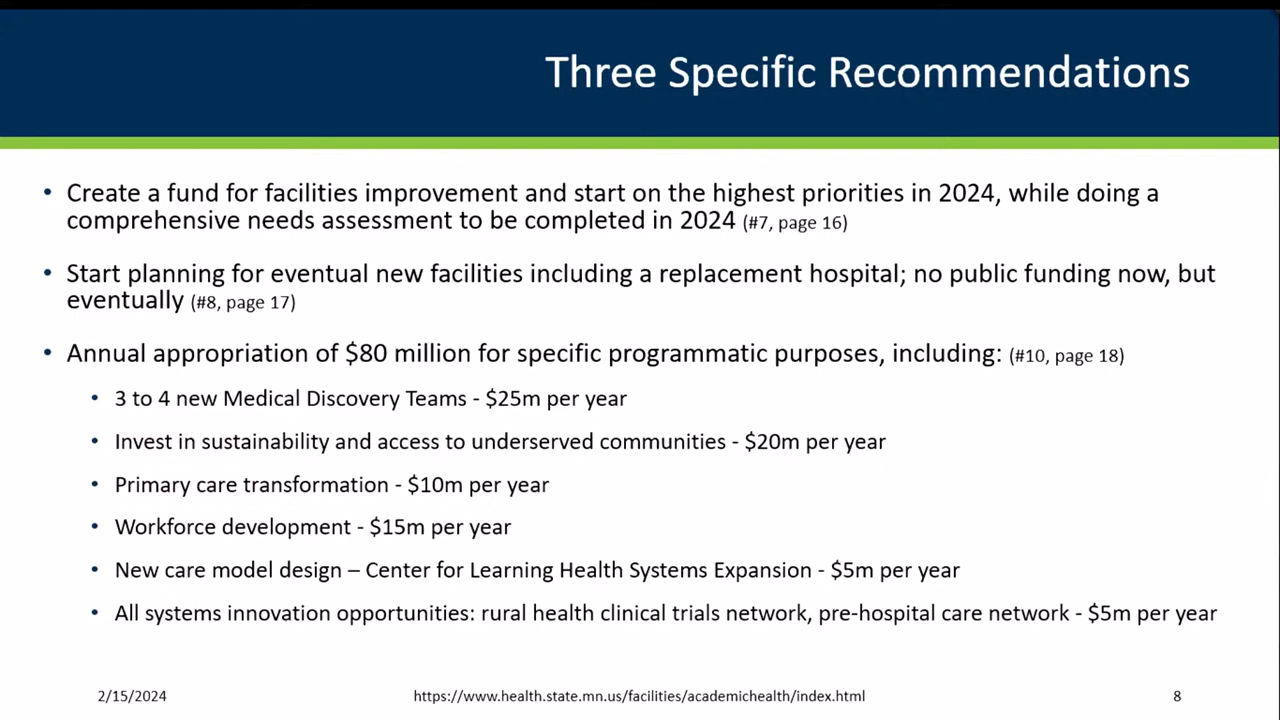 Three Specific Recommendations
• Create a fund for facilities improvement and start on the highest priorities in 2024, while doing a
comprehensive needs assessment to be completed in 2024 (#7, page 16)
• Start planning for eventual new facilities including a replacement hospital; no public funding now, but
eventually (#8, page 17)
• Annual appropriation of $80 million for specific programmatic purposes, including: (#10, page 18)
• 3 to 4 new Medical Discovery Teams - $25m per year
• Invest in sustainability and access to underserved communities - $20m per year
• Primary care transformation - $10m per year
• Workforce development - $15m per year
• New care model design – Center for Learning Health Systems Expansion - $5m per year
• All systems innovation opportunities: rural health clinical trials network, pre-hospital care network - $5m per year
2/15/2024
https://www.health.state.mn.us/facilities/academichealth/index.html
8